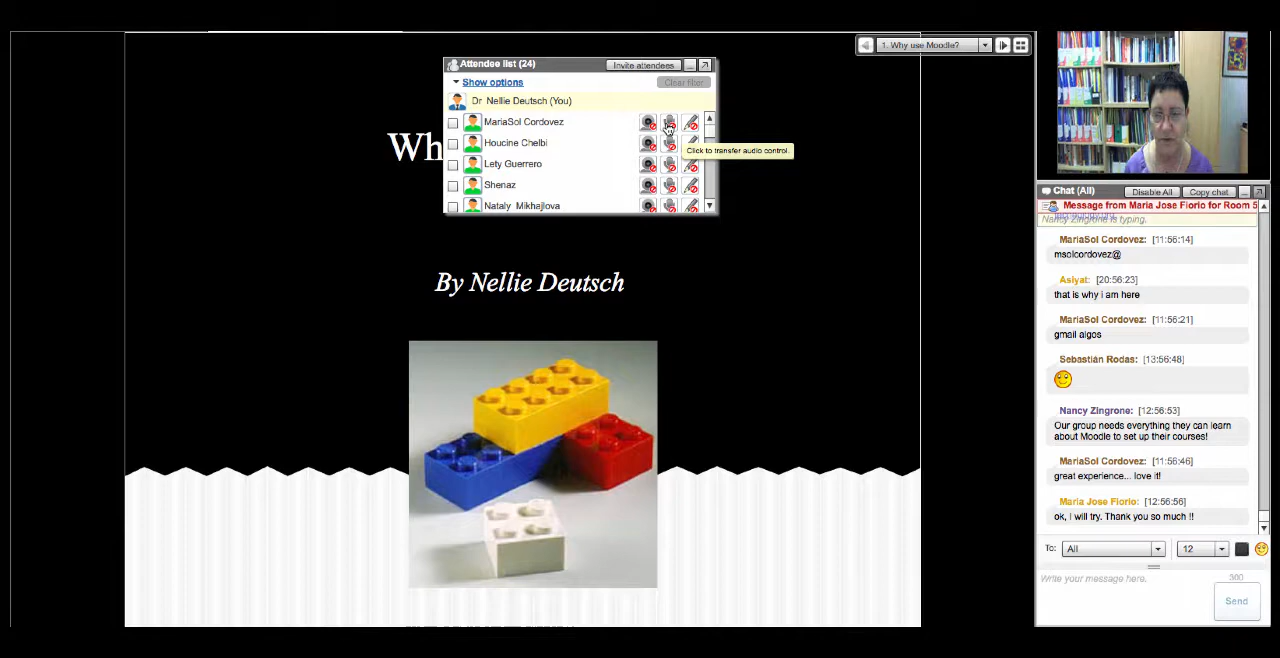 1. Why use Moodle?
Attendee list (24)
Invite attendees
Show options
Clear filter
Dr Nellie Deutsch (You)
MariaSol Cordovez
Houcine Chelbi
Click to transfer audio control.
Lety Guerrero
Shenaz
Nataly Mikhajlova
Wh
By Nellie Deutsch
Chat (All)
Disable All
Copy chat
Message from Maria Jose Fiorio for Room 5
Nancy Zingrone is typing.
MariaSol Cordovez: [11:56:14]
msolcordovez@
Asiyat: [20:56:23]
that is why i am here
MariaSol Cordovez: [11:56:21]
gmail algos
Sebastián Rodas: [13:56:48]
Nancy Zingrone: [12:56:53]
Our group needs everything they can learn
about Moodle to set up their courses!
MariaSol Cordovez: [11:56:46]
great experience... love it!
Maria Jose Fiorio: [12:56:56]
ok, I will try. Thank you so much !!
To: All 12
Write your message here.
300
Send